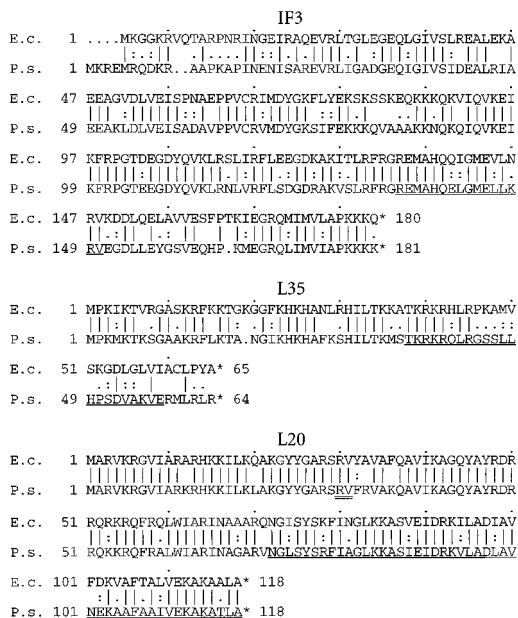 IF3
E.c. 1 ....MKGGKRVQTARPNRINGEIRAQEVRLTGLEGEQLGIVSLREALEKA
P.s. 1 MKREMRQDKR..AAPKAPINENISAREVRLIGADGEQIGIVSIDEALRIA
E.c. 47 EEAGVDLVEISPNAEPPVCRIMDYGKFLYEKSKSSKEQKKKQKVIQVKEI
P.s. 49 EEAKLDLVEISADAVPPVCRVMDYGKSIFEKKKQVAAAKKNQKQIQVKEI
E.c. 97 KFRPGTDEGDYQVKLRSLIRFLEEGDKAKITLRFRGREMAHQQIGMEVLN
P.s. 99 KFRPGTEEGDYQVKLRNLVRFLSDGDRAKVSLRFRGREMAHQELGMELLK
E.c. 147 RVKDDLQELAVVESFPTKIEGRQMIMVLAPKKKQ* 180
P.s. 149 RVEGDLLEYGSVEQHP.KMEGRQLIMVIAPKKKK* 181
L35
E.c. 1 MPKIKTVRGASKRFKKTGKGGFKHKHANLRHILTKKATKRKRHLRPKAMV
P.s. 1 MPKMKTKSGAAKRFLKTA.NGIKHKHAFKSHILTKMSTKRKRQLRGSSLL
E.c. 51 SKGDLGLVIACLPYA* 65
P.s. 49 HPSDVAKVERMLRLR* 64
L20
E.c. 1 MARVKRGVIARARHKKILKQAKGYYGARSRVYAVAFQAVIKAGQYAYRDR
P.s. 1 MARVKRGVIARKRHKKILKLAKGYYGARSRVFRVAKQAVIKAGQYAYRDR
E.c. 51 RQRKRQFRQLWIARINAAARQNGISYSKFINGLKKASVEIDRKILADIAV
P.s. 51 RQKKRQFRALWIARINAGARVNGLSYSRFIAGLKKASIEIDRKVLADLAV
E.c. 101 FDKVAFTALVEKAKAALA* 118
P.s. 101 NEKAAFAAIVEKAKATLA* 118